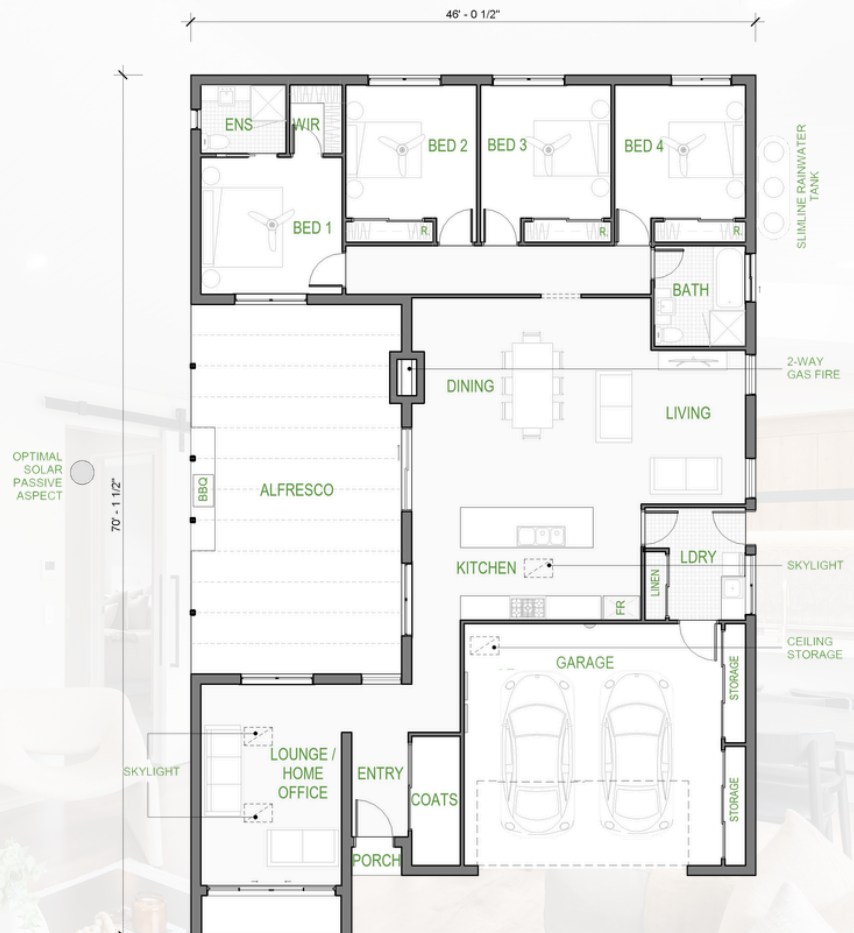 46' - 0 1/2"
ENS
WIR
BED 2
BED 3
BED 4
SLIMLINE RAINWATER
TANK
BED 1
R.
R.
R.
BATH
2-WAY
GAS FIRE
DINING
LIVING
OPTIMAL
SOLAR
PASSIVE
ASPECT
70' - 1 1/2"
BBQ
ALFRESCO
KITCHEN
LDRY
SKYLIGHT
LINEN
FR
CEILING
STORAGE
GARAGE
STORAGE
SKYLIGHT
LOUNGE /
HOME
OFFICE
ENTRY
COATS
STORAGE
PORCH